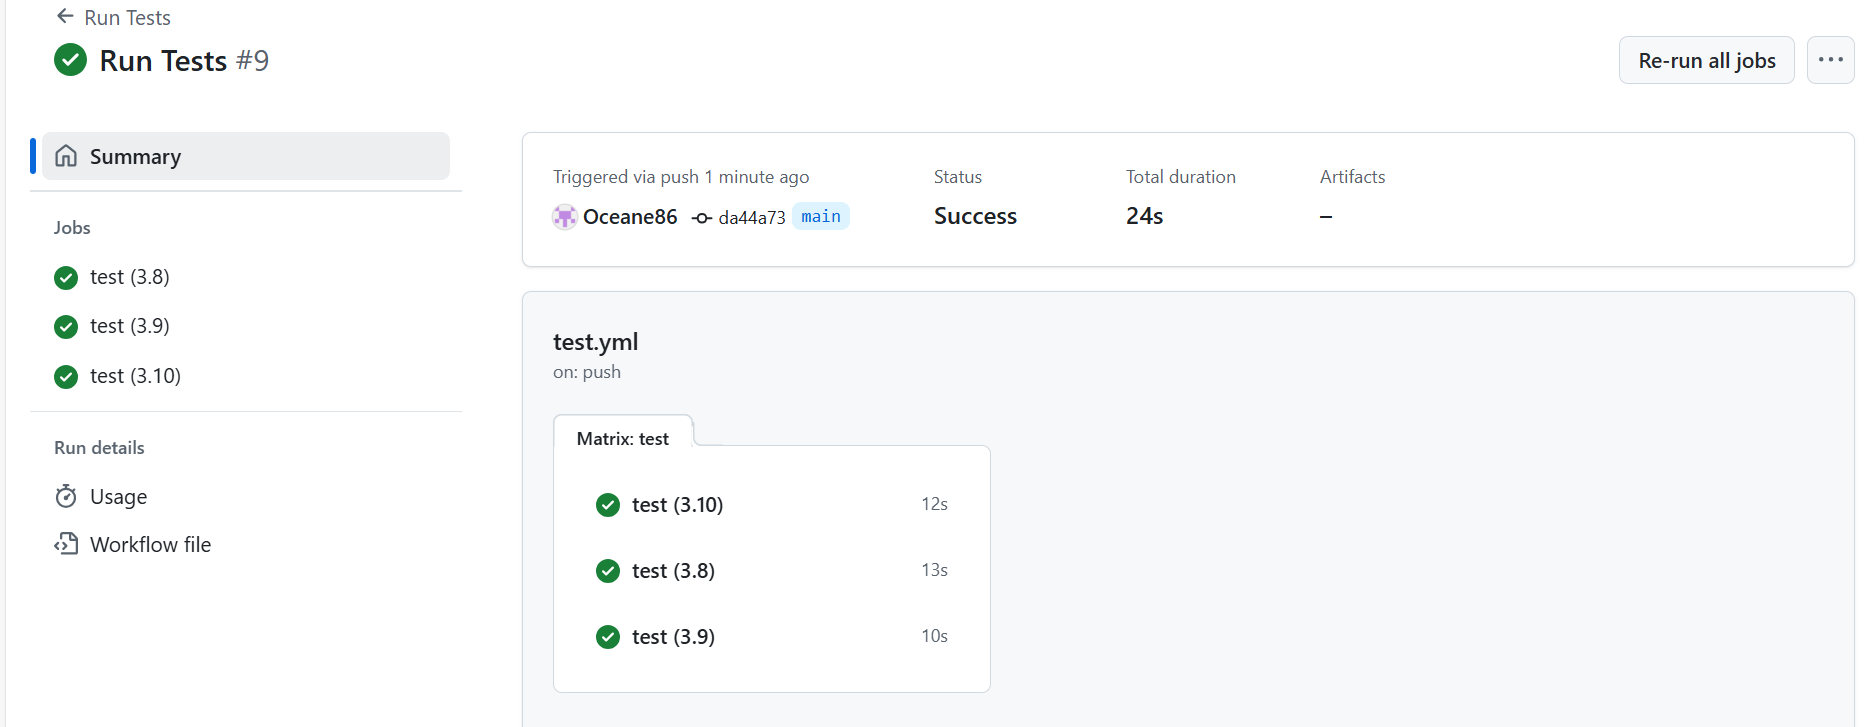 Run Tests
Run Tests #9
Re-run all jobs
Summary
Jobs
test (3.8)
test (3.9)
test (3.10)
Run details
Usage
Workflow file
Triggered via push 1 minute ago
Oceane86 da44a73 main
Status
Success
Total duration
24s
Artifacts
–
test.yml
on: push
Matrix: test
test (3.10) 12s
test (3.8) 13s
test (3.9) 10s